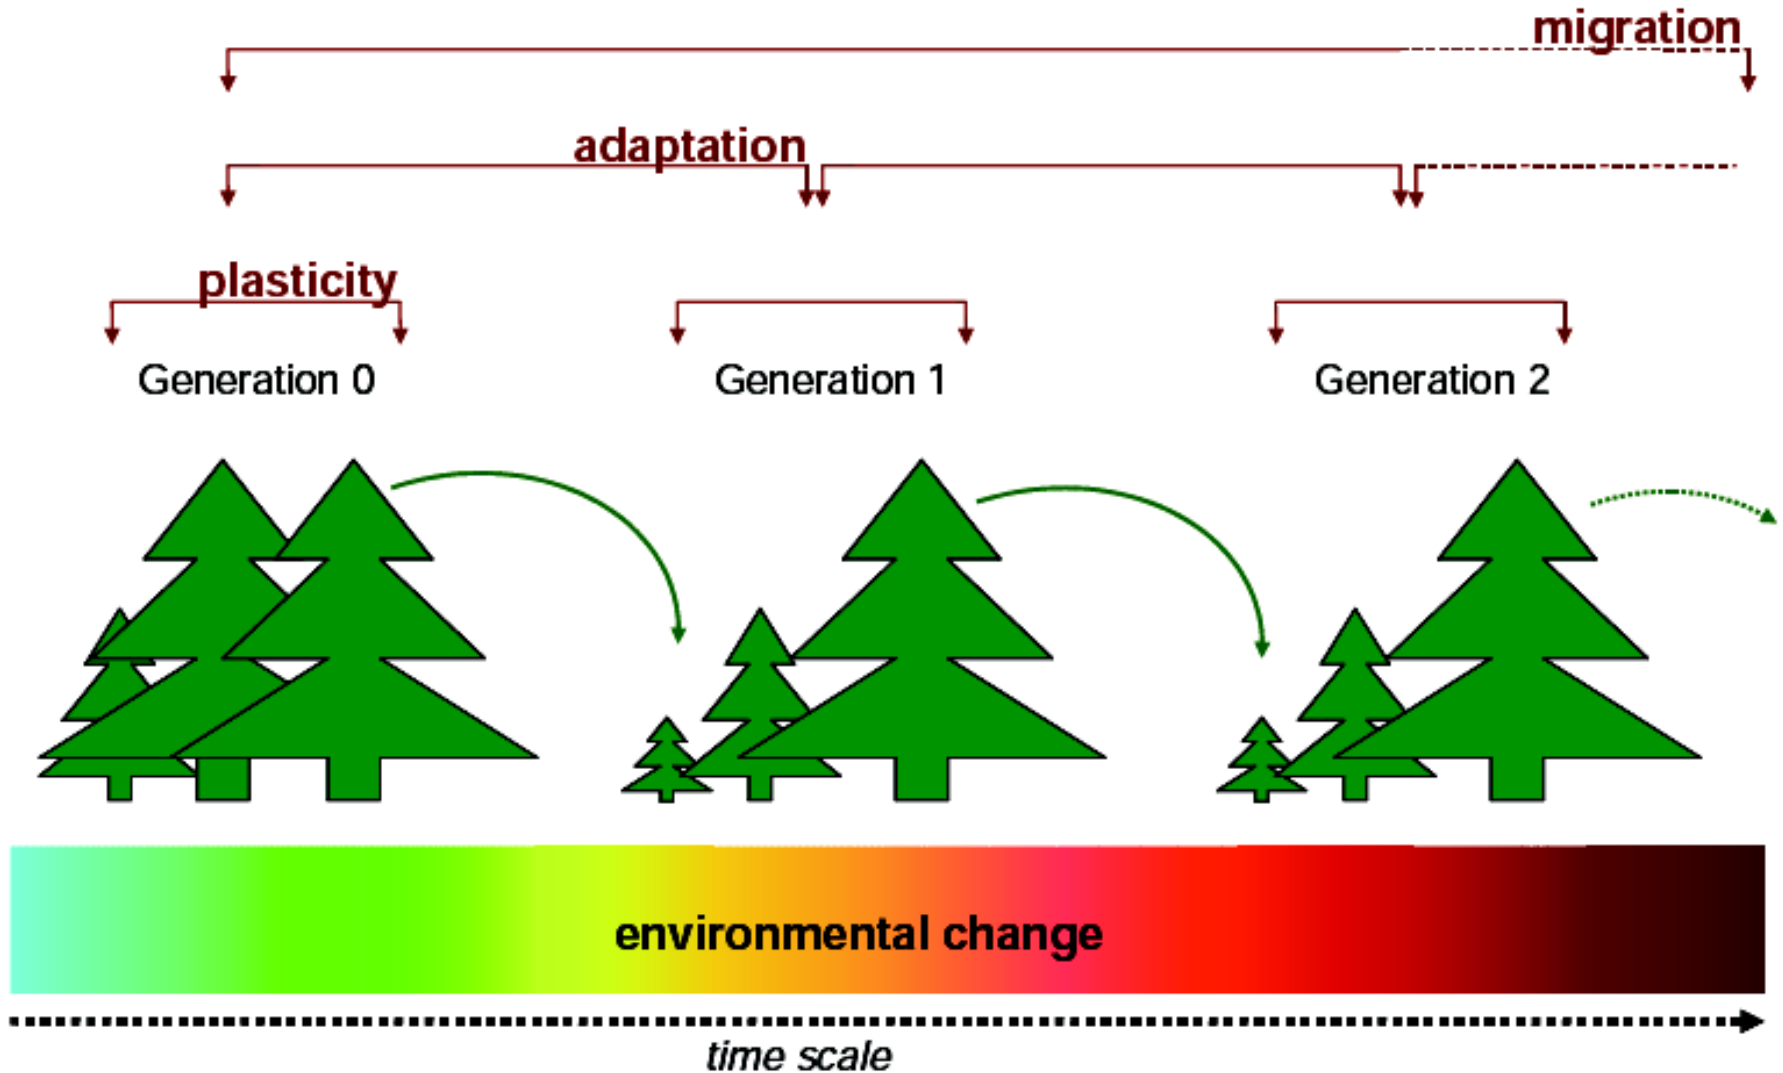 migration
adaptation
plasticity
Generation 0
Generation 1
Generation 2
environmental change
time scale